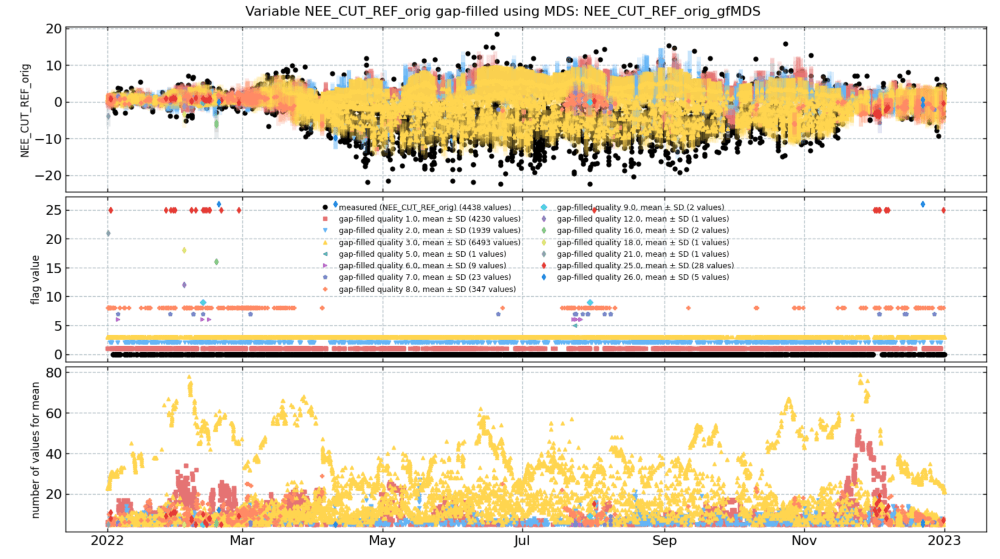 Variable NEE_CUT_REF_orig gap-filled using MDS: NEE_CUT_REF_orig_gfMDS
NEE_CUT_REF_orig
20
10
0
−10
−20
flag value
25
20
15
10
5
0
measured (NEE_CUT_REF_orig) (4438 values)
gap-filled quality 1.0, mean ± SD (4230 values)
gap-filled quality 2.0, mean ± SD (1939 values)
gap-filled quality 3.0, mean ± SD (6493 values)
gap-filled quality 5.0, mean ± SD (1 values)
gap-filled quality 6.0, mean ± SD (9 values)
gap-filled quality 7.0, mean ± SD (23 values)
gap-filled quality 8.0, mean ± SD (347 values)
gap-filled quality 9.0, mean ± SD (2 values)
gap-filled quality 12.0, mean ± SD (1 values)
gap-filled quality 16.0, mean ± SD (2 values)
gap-filled quality 18.0, mean ± SD (1 values)
gap-filled quality 21.0, mean ± SD (1 values)
gap-filled quality 25.0, mean ± SD (28 values)
gap-filled quality 26.0, mean ± SD (5 values)
number of values for mean
80
60
40
20
2022
Mar
May
Jul
Sep
Nov
2023